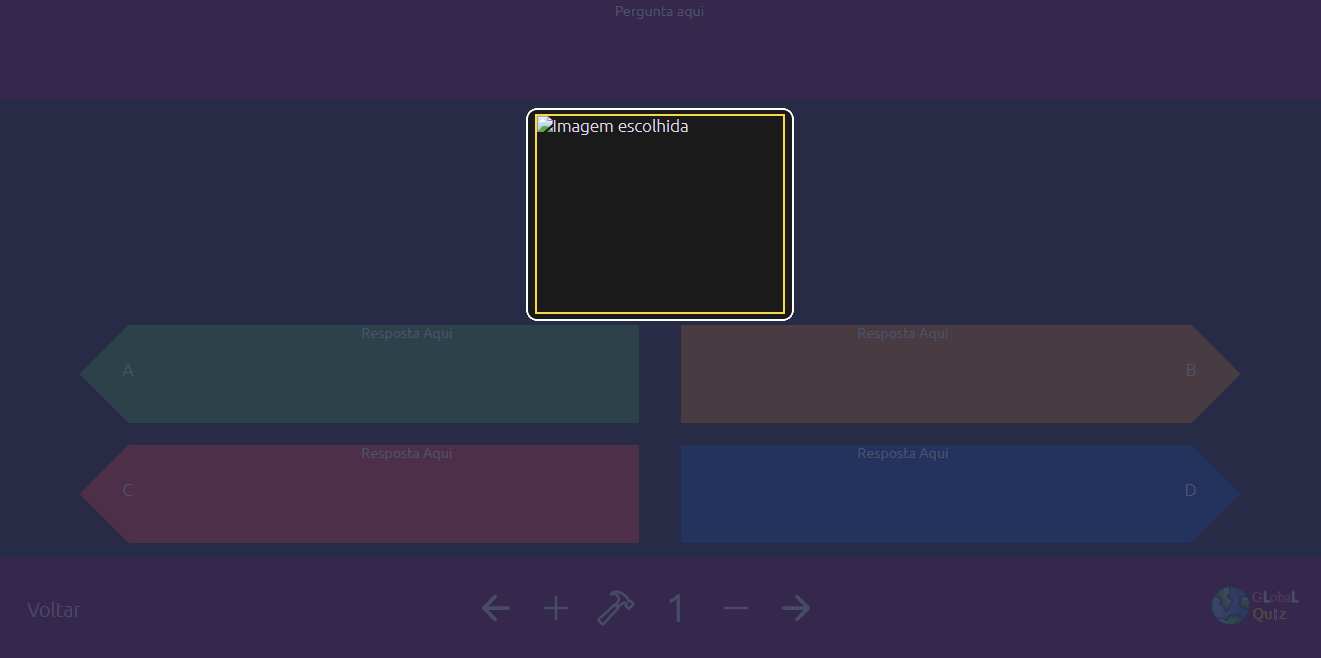 Pergunta aqui
Imagem escolhida
Resposta Aqui
Resposta Aqui
A
B
Resposta Aqui
Resposta Aqui
C
D
Voltar
1
GLobaL
Quiz